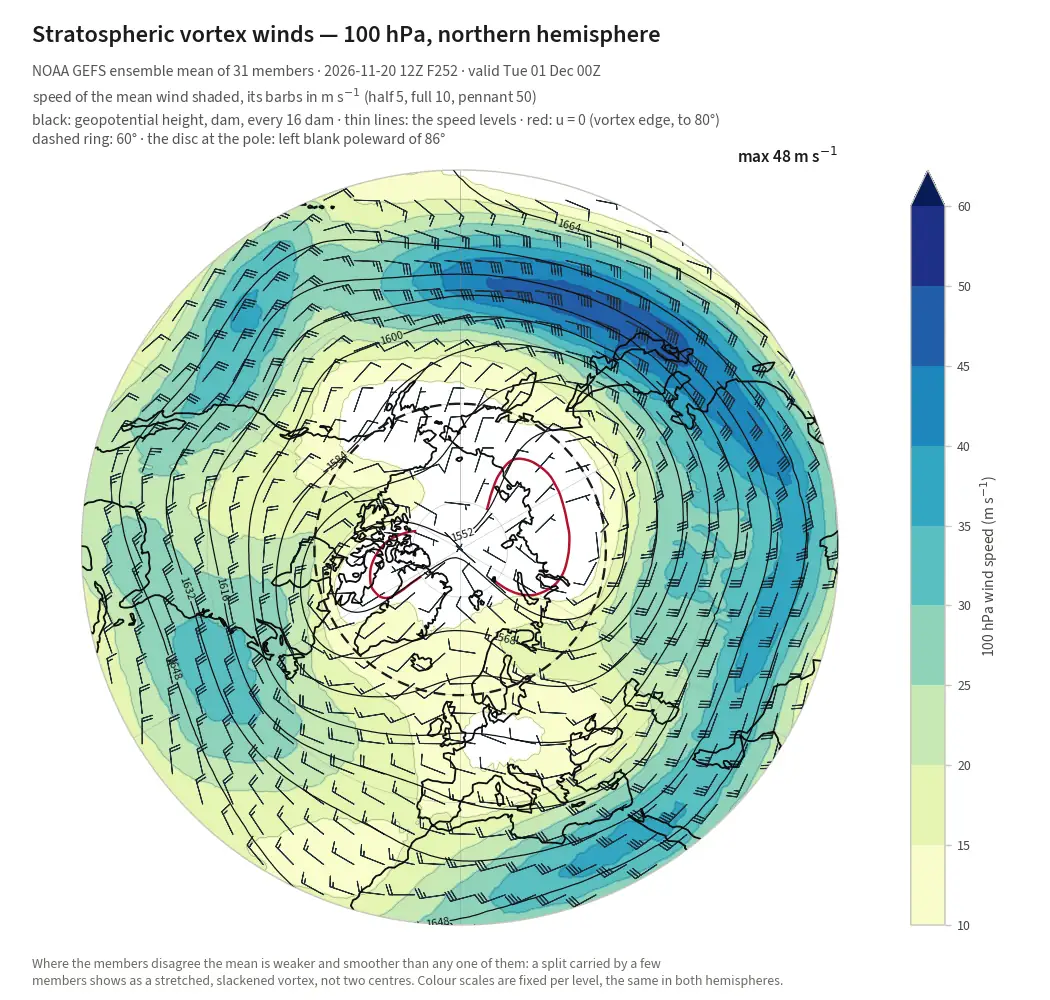 Stratospheric vortex winds — 100 hPa, northern hemisphere
NOAA GEFS ensemble mean of 31 members · 2026-11-20 12Z F252 · valid Tue 01 Dec 00Z
speed of the mean wind shaded, its barbs in m s⁻¹ (half 5, full 10, pennant 50)
black: geopotential height, dam, every 16 dam · thin lines: the speed levels · red: u = 0 (vortex edge, to 80°)
dashed ring: 60° · the disc at the pole: left blank poleward of 86°
max 48 m s⁻¹
1664
1600
1584
1552
1632
1616
1568
1648
1648
60
50
45
40
35
30
25
20
15
10
100 hPa wind speed (m s⁻¹)
Where the members disagree the mean is weaker and smoother than any one of them: a split carried by a few
members shows as a stretched, slackened vortex, not two centres. Colour scales are fixed per level, the same in both hemispheres.